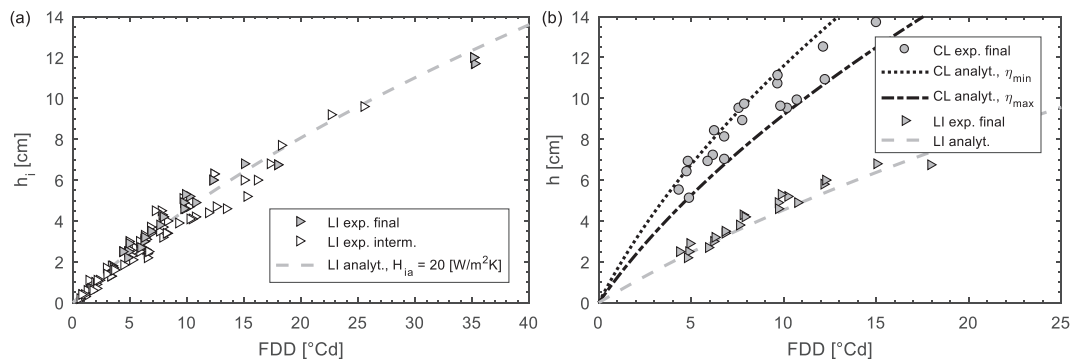 (a)
14
12
10
8
6
4
2
0
h_i [cm]
0 5 10 15 20 25 30 35 40
FDD [°Cd]
LI exp. final
LI exp. interm.
LI analyt., H_ia = 20 [W/m²K]
(b)
14
12
10
8
6
4
2
0
h [cm]
0 5 10 15 20 25
FDD [°Cd]
CL exp. final
CL analyt., η_min
CL analyt., η_max
LI exp. final
LI analyt.